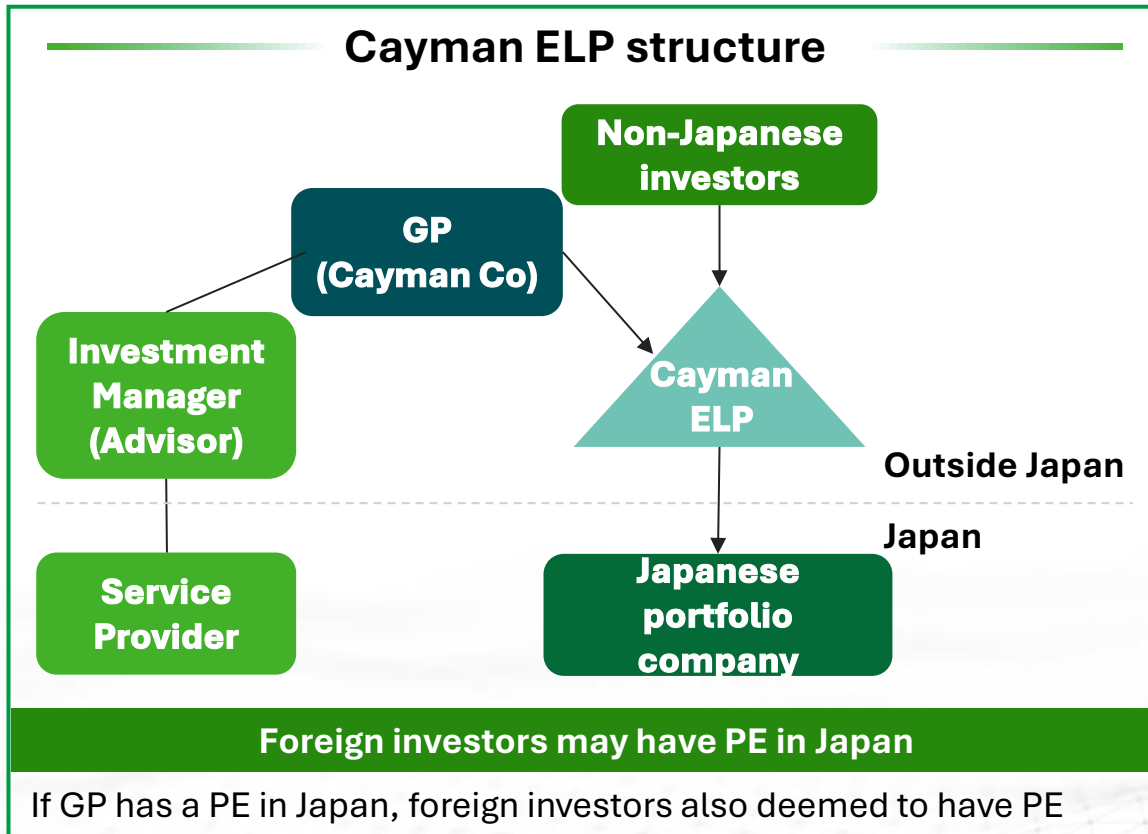 Cayman ELP structure
Non-Japanese
investors
GP
(Cayman Co)
Investment
Manager
(Advisor)
Cayman
ELP
Outside Japan
Japan
Service
Provider
Japanese
portfolio
company
Foreign investors may have PE in Japan
If GP has a PE in Japan, foreign investors also deemed to have PE